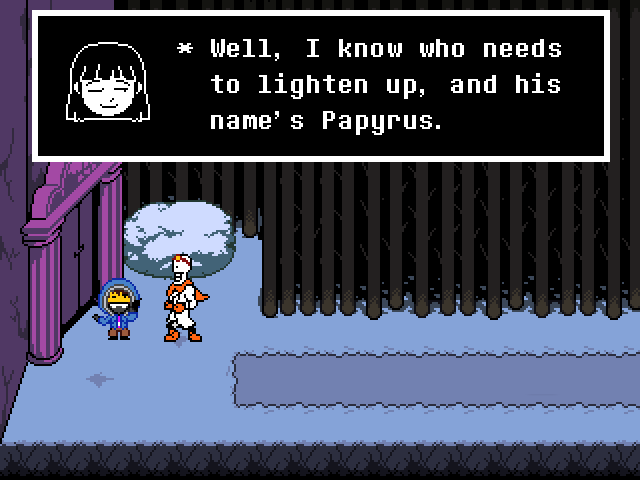 * Well, I know who needs
to lighten up, and his
name's Papyrus.